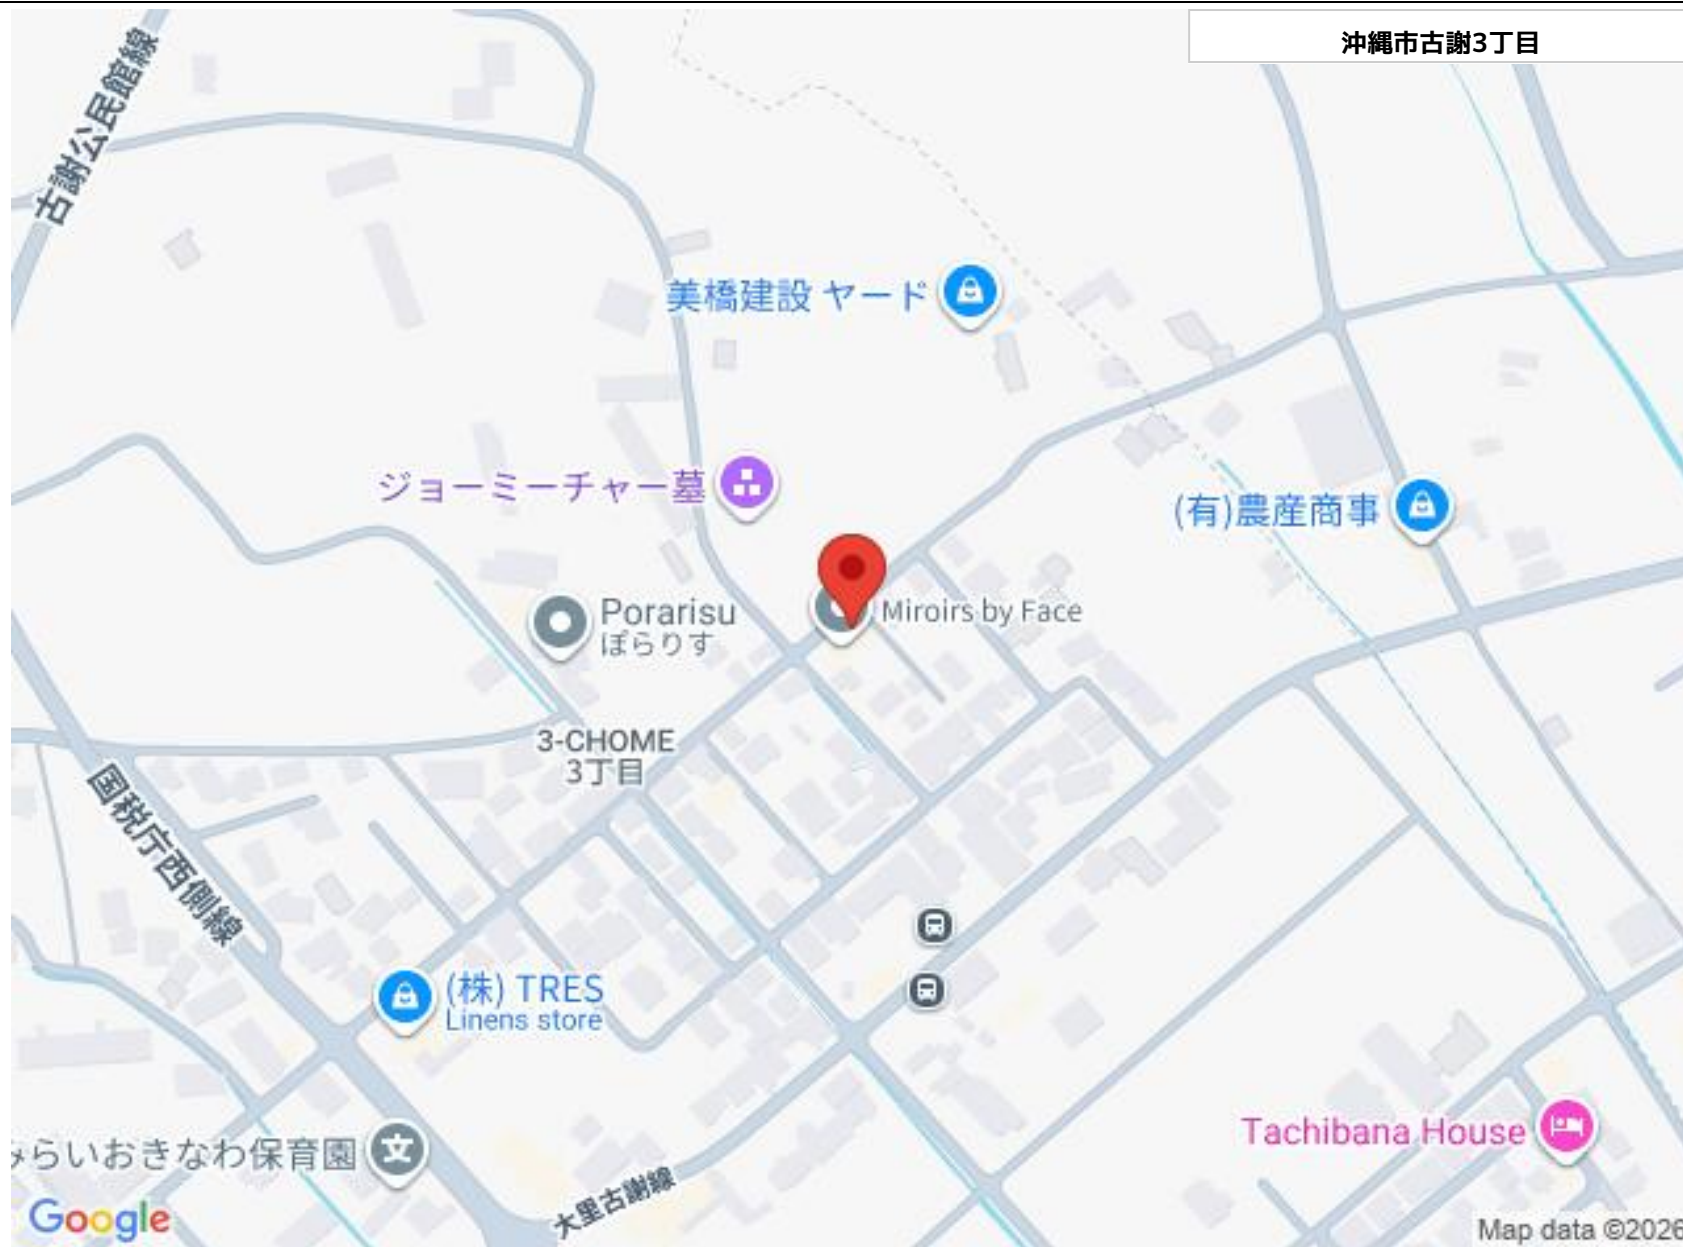 沖縄市古謝3丁目
古謝公民館線
美橋建設 ヤード
ジョーミーチャー墓
(有)農産商事
Porarisu
ぽらりす
Miroirs by Face
3-CHOME
3丁目
国税庁西側線
(株) TRES
Linens store
Tachibana House
みらいおきなわ保育園
大里古謝線
Google
Map data ©2026